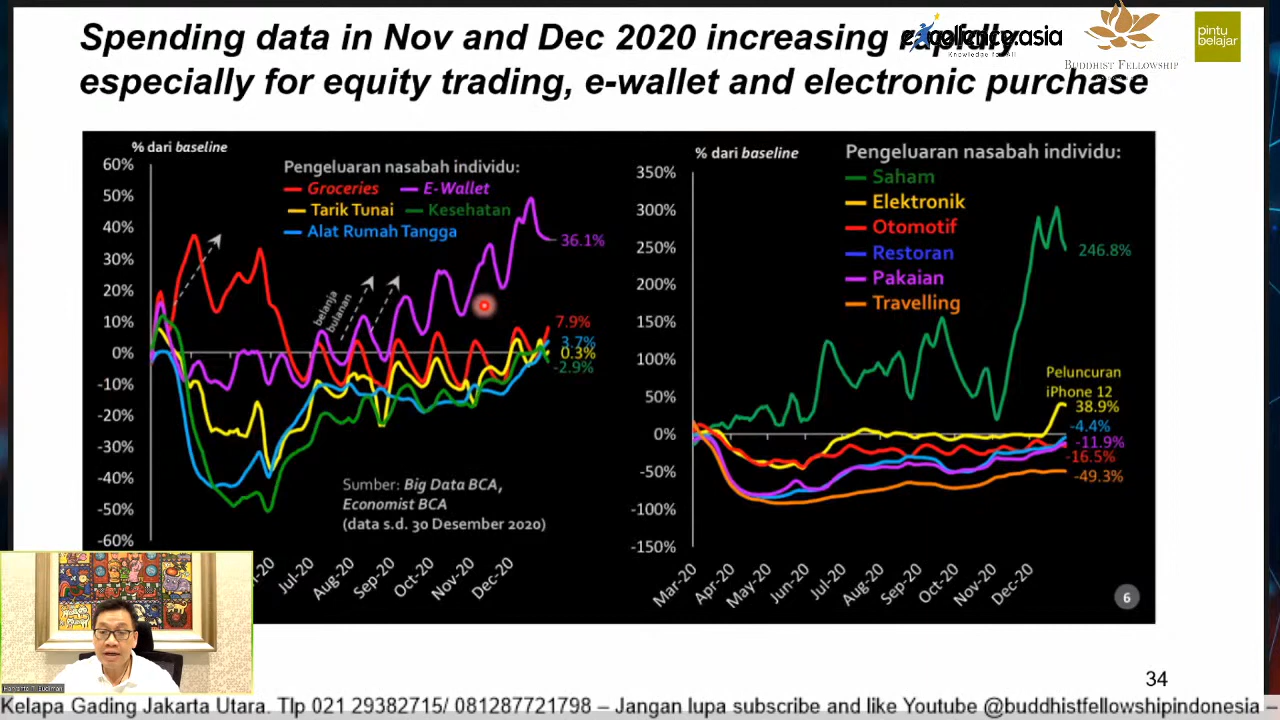 Spending data in Nov and Dec 2020 increasing rapidly
especially for equity trading, e-wallet and electronic purchase
excellence.asia
Knowledge for All
BUDDHIST FELLOWSHIP
pintu
belajar
% dari baseline
60%
50%
40%
30%
20%
10%
0%
-10%
-20%
-30%
-40%
-50%
-60%
Pengeluaran nasabah individu:
Groceries E-Wallet
Tarik Tunai Kesehatan
Alat Rumah Tangga
belanja
bulanan
36.1%
7.9%
3.7%
0.3%
-2.9%
Sumber: Big Data BCA,
Economist BCA
(data s.d. 30 Desember 2020)
Jul-20 Aug-20 Sep-20 Oct-20 Nov-20 Dec-20
% dari baseline
350%
300%
250%
200%
150%
100%
50%
0%
-50%
-100%
-150%
Pengeluaran nasabah individu:
Saham
Elektronik
Otomotif
Restoran
Pakaian
Travelling
246.8%
Peluncuran
iPhone 12
38.9%
-4.4%
-11.9%
-16.5%
-49.3%
Mar-20 Apr-20 May-20 Jun-20 Jul-20 Aug-20 Sep-20 Oct-20 Nov-20 Dec-20
6
34
Kelapa Gading Jakarta Utara. Tlp 021 29382715/ 081287721798 – Jangan lupa subscribe and like Youtube @buddhistfellowshipindonesia –